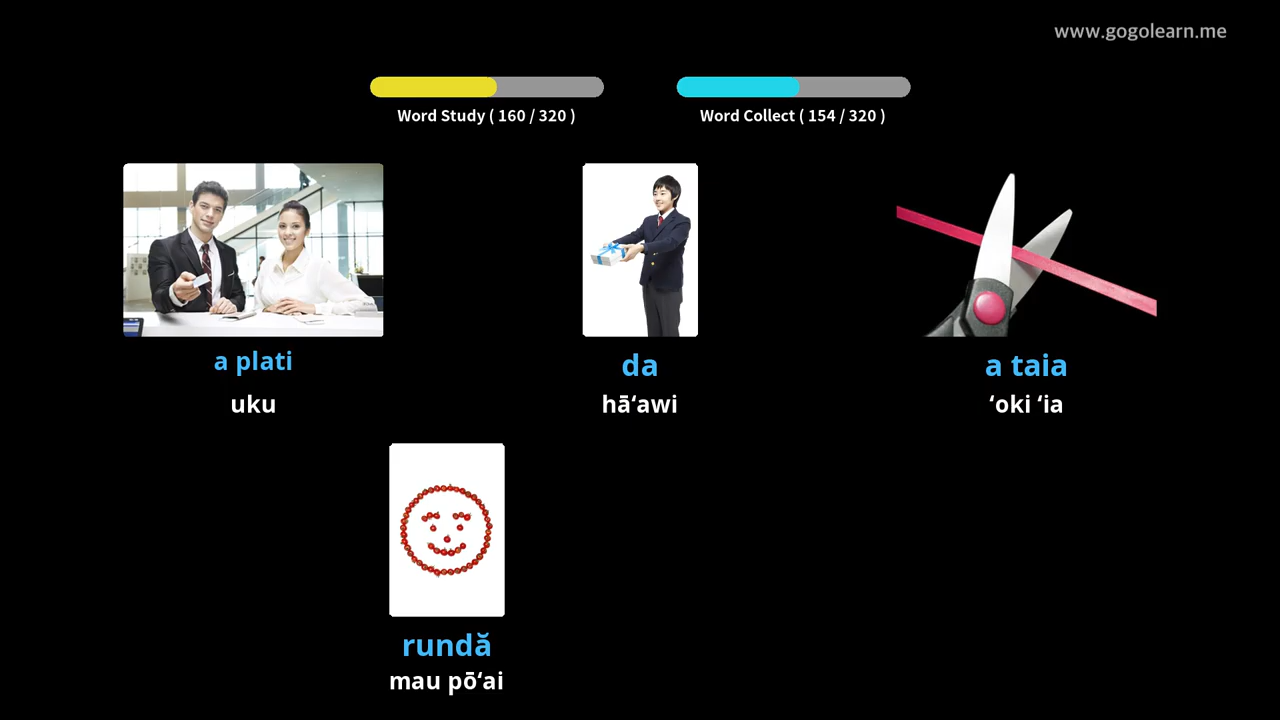 www.gogolearn.me
Word Study ( 160 / 320 )
Word Collect ( 154 / 320 )
a plati
uku
da
hāʻawi
a taia
ʻoki ʻia
rundă
mau pōʻai